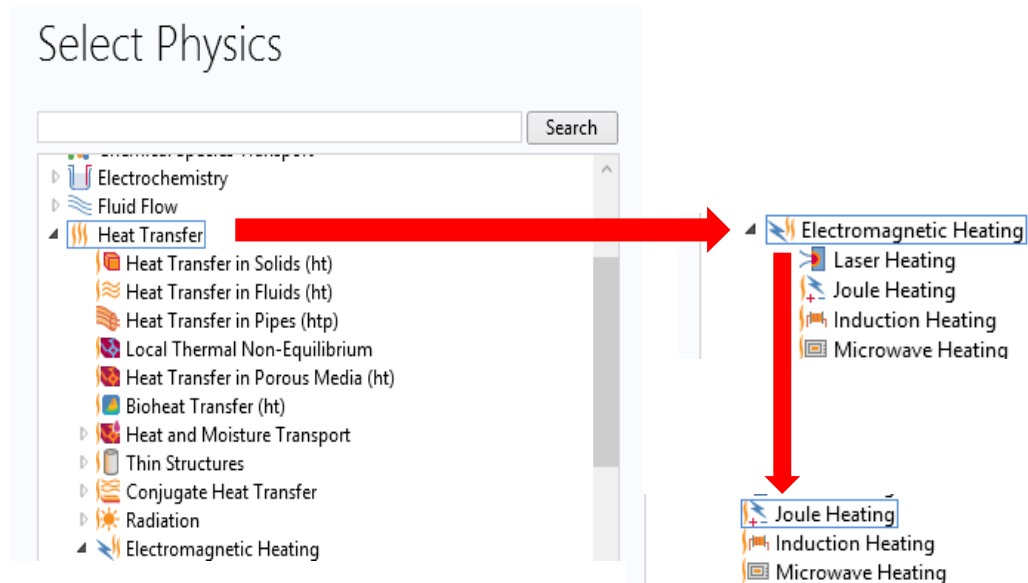 Select Physics
Search
Electrochemistry
Fluid Flow
Heat Transfer
Heat Transfer in Solids (ht)
Heat Transfer in Fluids (ht)
Heat Transfer in Pipes (htp)
Local Thermal Non-Equilibrium
Heat Transfer in Porous Media (ht)
Bioheat Transfer (ht)
Heat and Moisture Transport
Thin Structures
Conjugate Heat Transfer
Radiation
Electromagnetic Heating
Electromagnetic Heating
Laser Heating
Joule Heating
Induction Heating
Microwave Heating
Joule Heating
Induction Heating
Microwave Heating